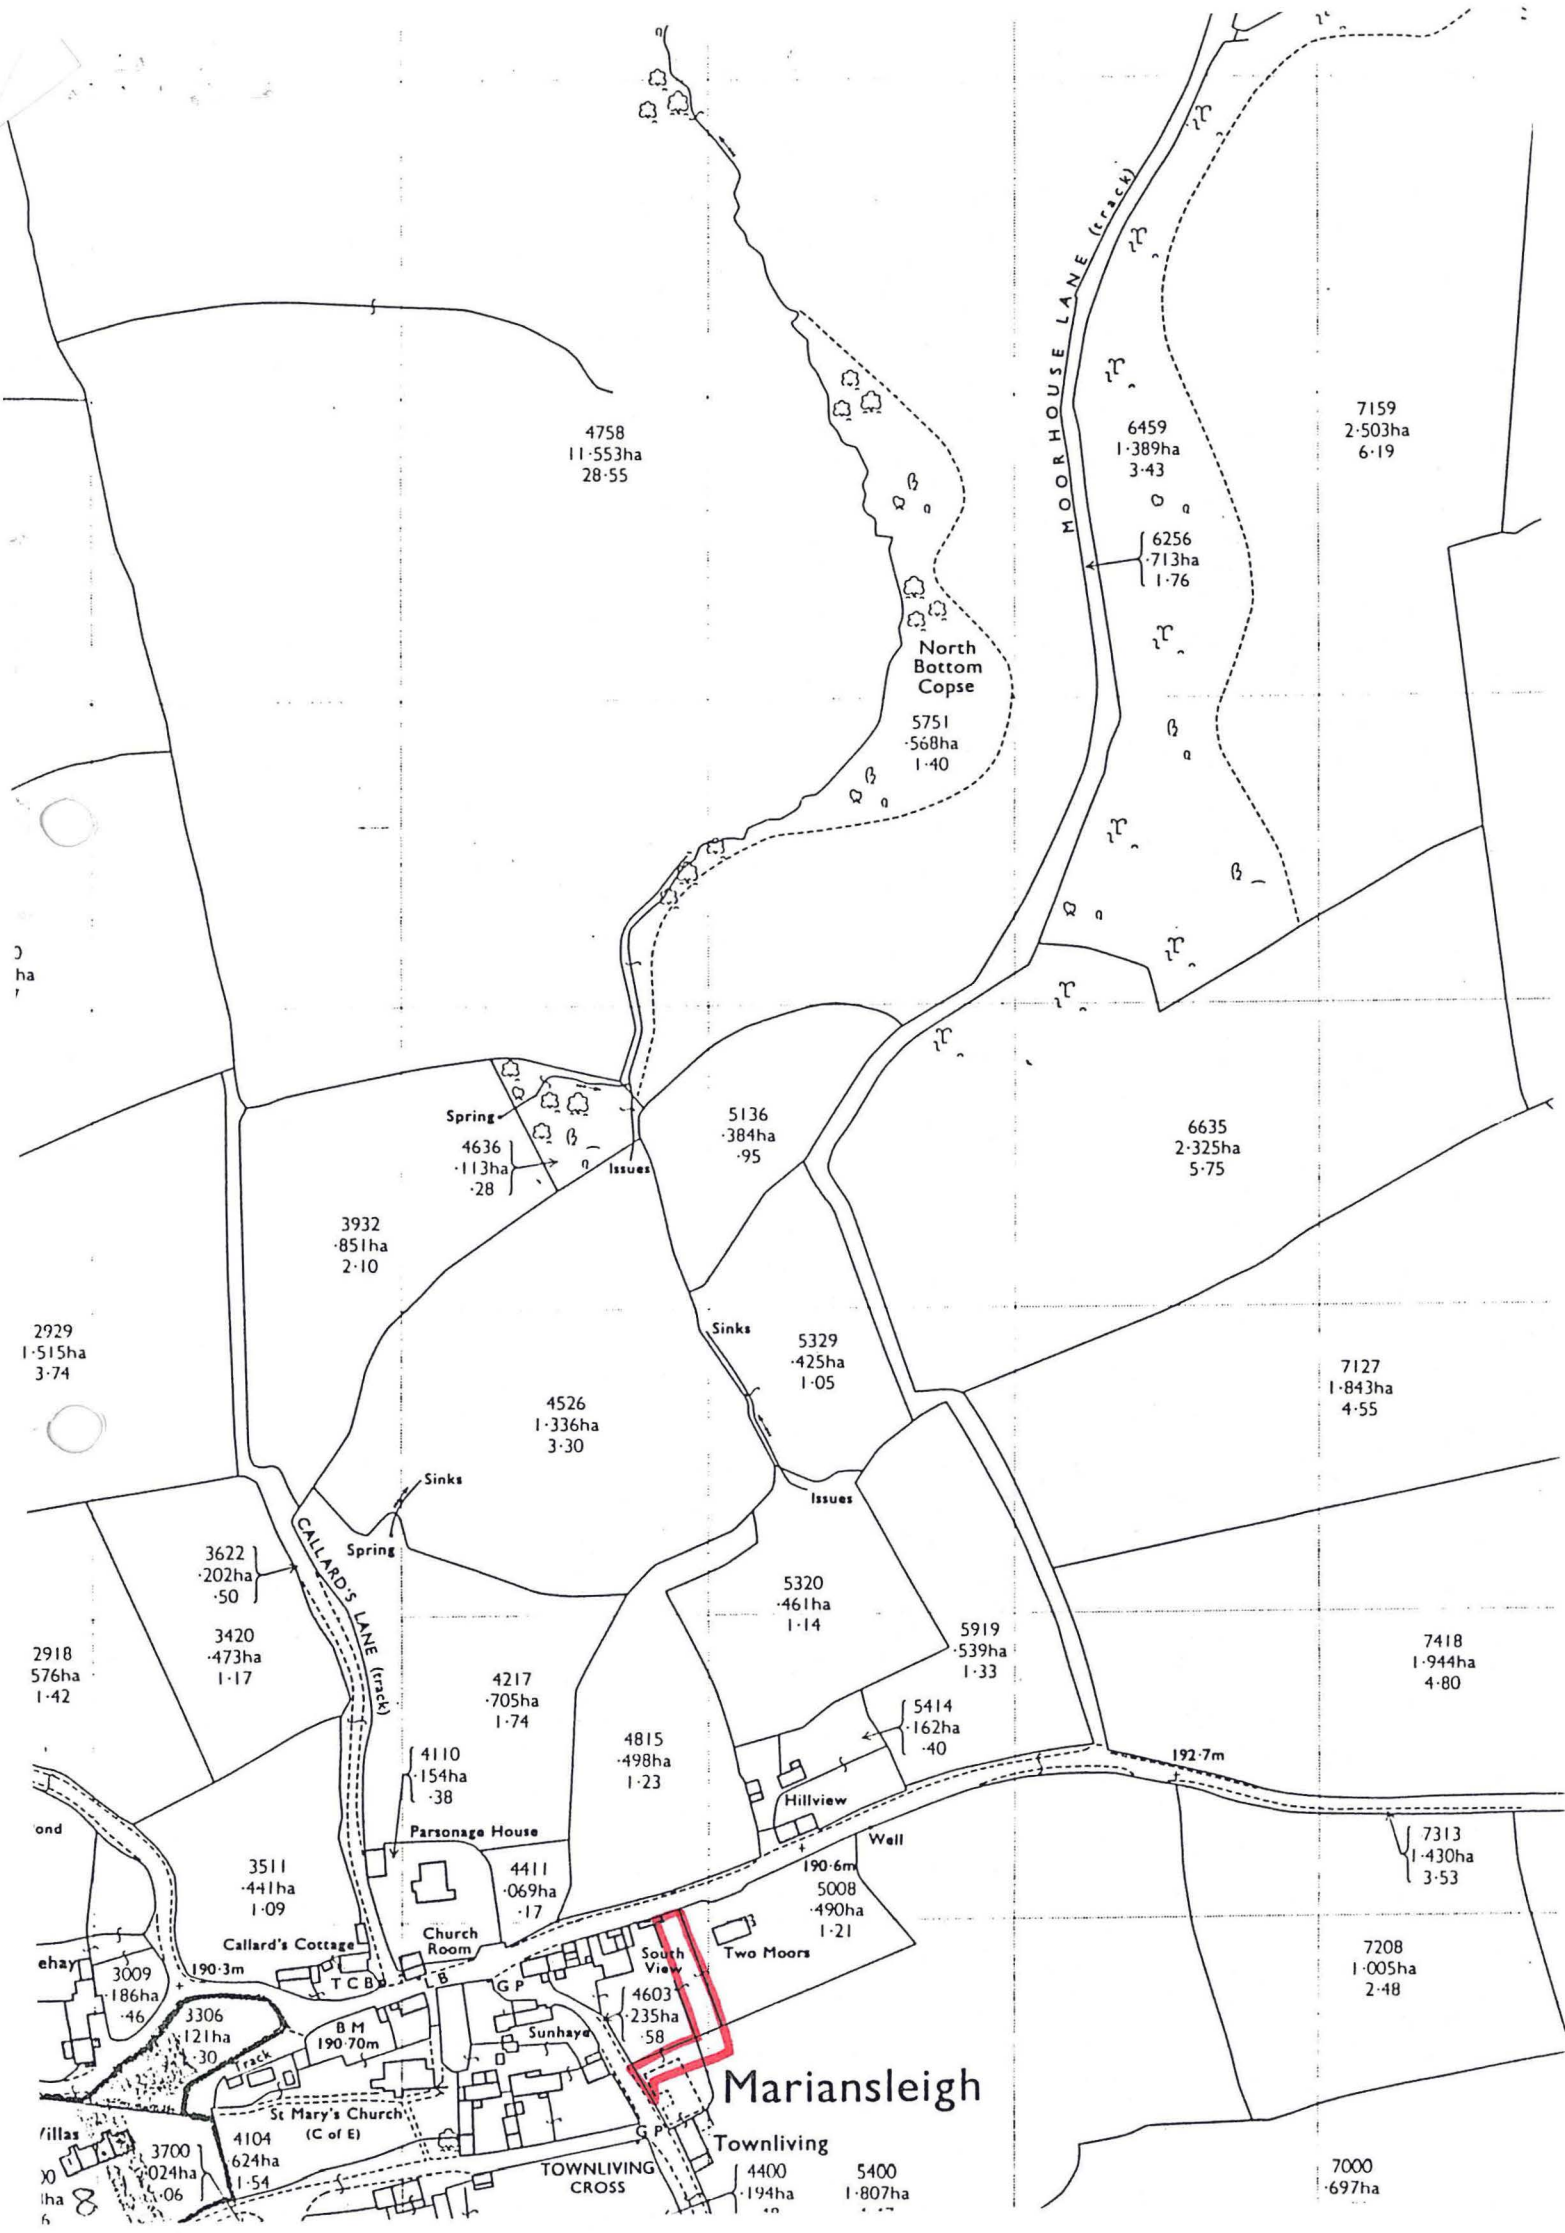 MOORHOUSE LANE (track)
4758
11·553ha
28·55
7159
2·503ha
6·19
6459
1·389ha
3·43
6256
·713ha
1·76
North
Bottom
Copse
5751
·568ha
1·40
ha
Spring
4636
·113ha
·28
Issues
5136
·384ha
·95
6635
2·325ha
5·75
3932
·851ha
2·10
2929
1·515ha
3·74
Sinks
5329
·425ha
1·05
7127
1·843ha
4·55
4526
1·336ha
3·30
Sinks
Issues
Spring
CALLARD'S LANE (track)
3622
·202ha
·50
3420
·473ha
1·17
5320
·461ha
1·14
5919
·539ha
1·33
7418
1·944ha
4·80
2918
576ha
1·42
4217
·705ha
1·74
4815
·498ha
1·23
5414
·162ha
·40
4110
·154ha
·38
192·7m
Hillview
ond
Parsonage House
Well
7313
1·430ha
3·53
3511
·441ha
1·09
4411
·069ha
·17
190·6m
5008
·490ha
1·21
Church
Room
Callard's Cottage
South
View
Two Moors
7208
1·005ha
2·48
ehay
190·3m
T C B
L B
G P
3009
·186ha
·46
4603
·235ha
·58
3306
·121ha
·30
B M
190·70m
Sunhaye
Track
Mariansleigh
St Mary's Church
(C of E)
G P
Villas
3700
·024ha
·06
4104
·624ha
1·54
Townliving
TOWNLIVING
CROSS
4400
·194ha
5400
1·807ha
7000
·697ha
ha
8